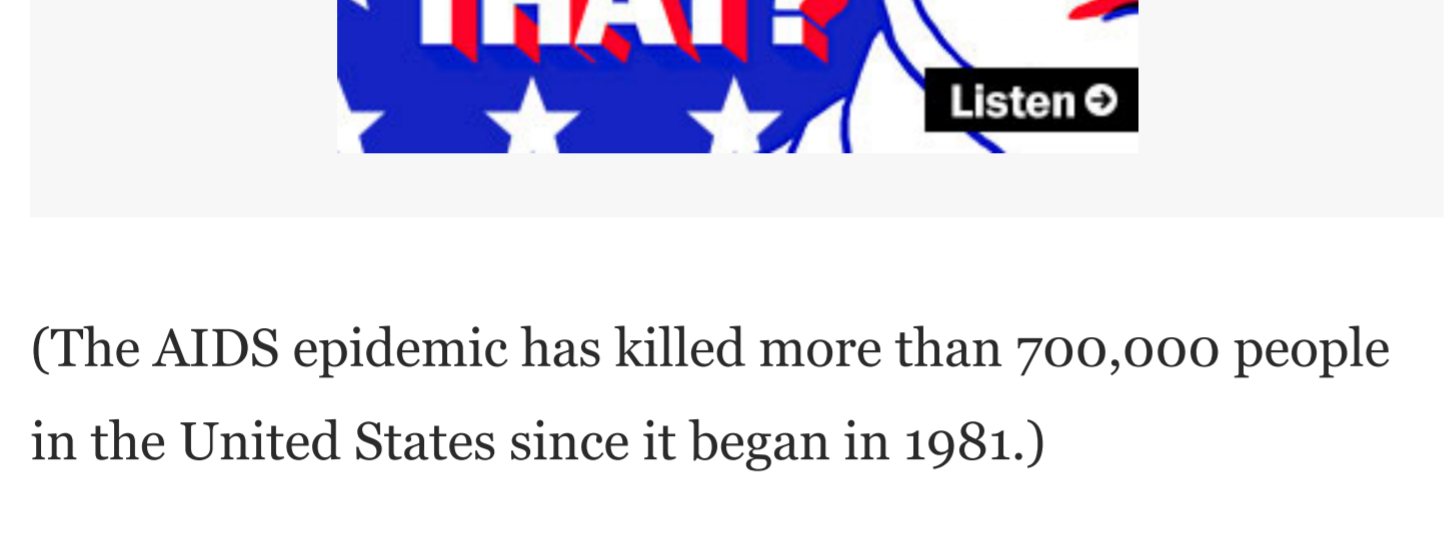 THAT?
Listen
(The AIDS epidemic has killed more than 700,000 people
in the United States since it began in 1981.)